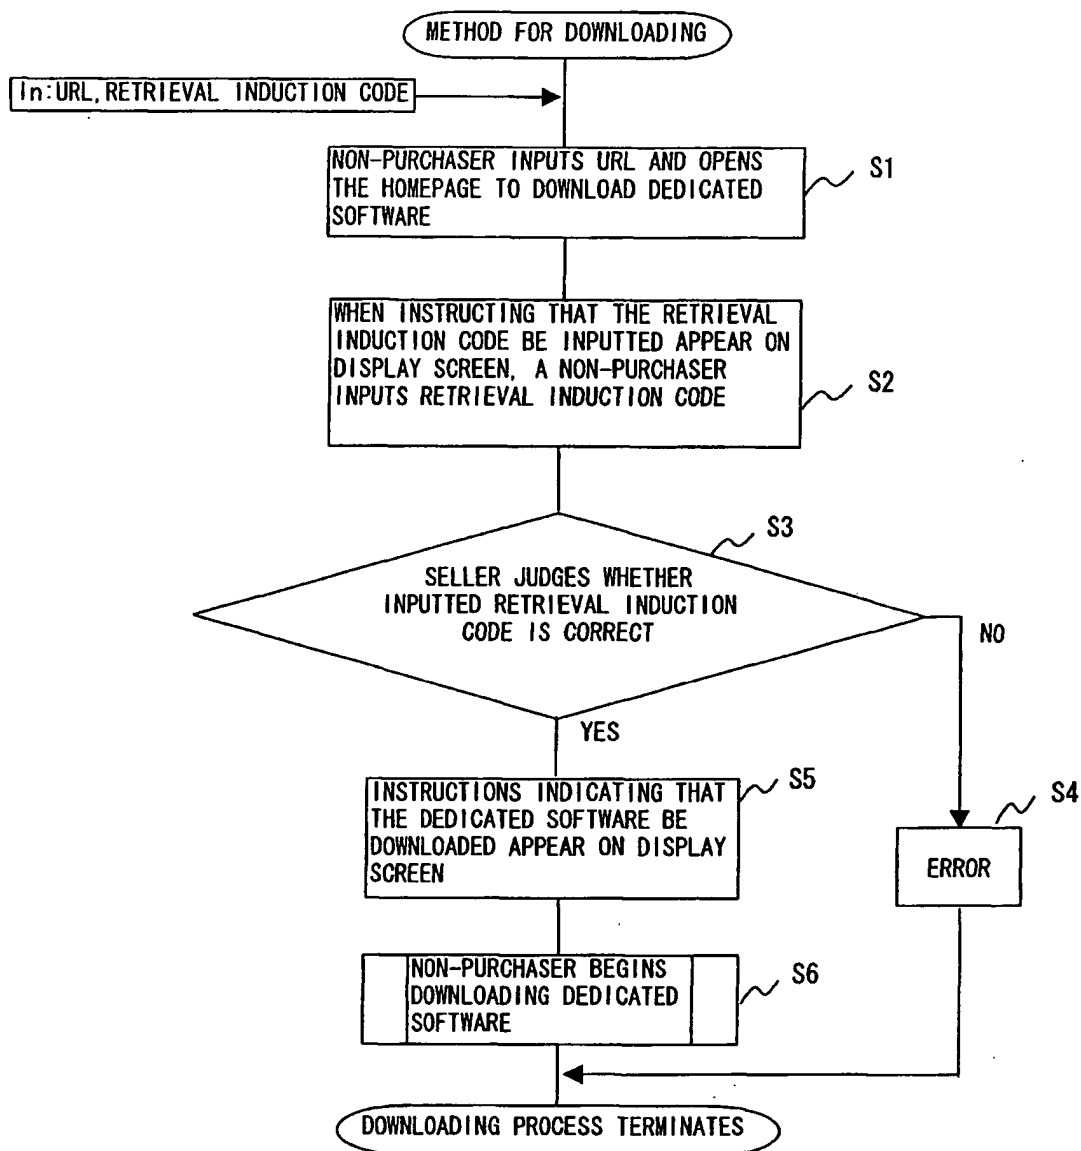 METHOD FOR DOWNLOADING
In:URL,RETRIEVAL INDUCTION CODE
NON-PURCHASER INPUTS URL AND OPENS
THE HOMEPAGE TO DOWNLOAD DEDICATED
SOFTWARE
S1
WHEN INSTRUCTING THAT THE RETRIEVAL
INDUCTION CODE BE INPUTTED APPEAR ON
DISPLAY SCREEN, A NON-PURCHASER
INPUTS RETRIEVAL INDUCTION CODE
S2
S3
SELLER JUDGES WHETHER
INPUTTED RETRIEVAL INDUCTION
CODE IS CORRECT
NO
YES
INSTRUCTIONS INDICATING THAT
THE DEDICATED SOFTWARE BE
DOWNLOADED APPEAR ON DISPLAY
SCREEN
S5
S4
ERROR
NON-PURCHASER BEGINS
DOWNLOADING DEDICATED
SOFTWARE
S6
DOWNLOADING PROCESS TERMINATES